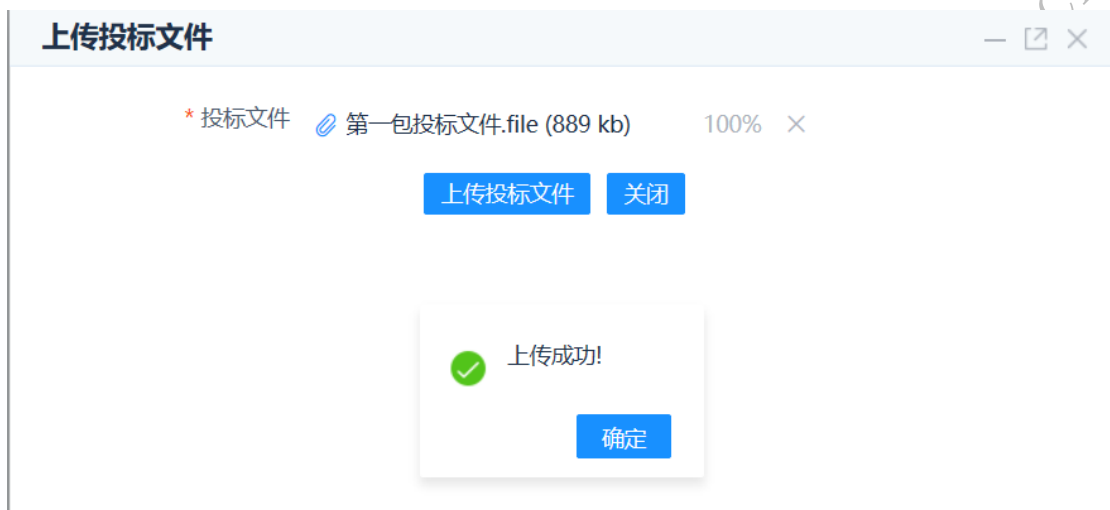 上传投标文件
* 投标文件 第一包投标文件.file (889 kb) 100%
上传投标文件 关闭
上传成功!
确定